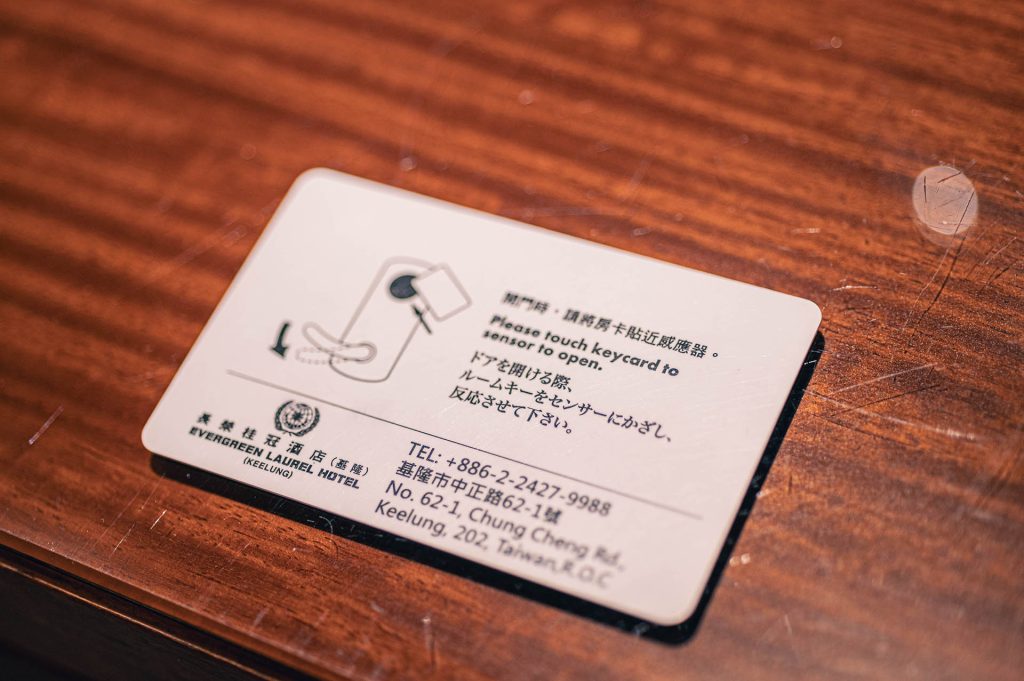 開門時，請將房卡貼近感應器。
Please touch keycard to
sensor to open.
ドアを開ける際、
ルームキーをセンサーにかざし、
反応させて下さい。
長榮桂冠酒店(基隆)
EVERGREEN LAUREL HOTEL
(KEELUNG)
TEL: +886-2-2427-9988
基隆市中正路62-1號
No. 62-1, Chung Cheng Rd.,
Keelung, 202, Taiwan,R.O.C